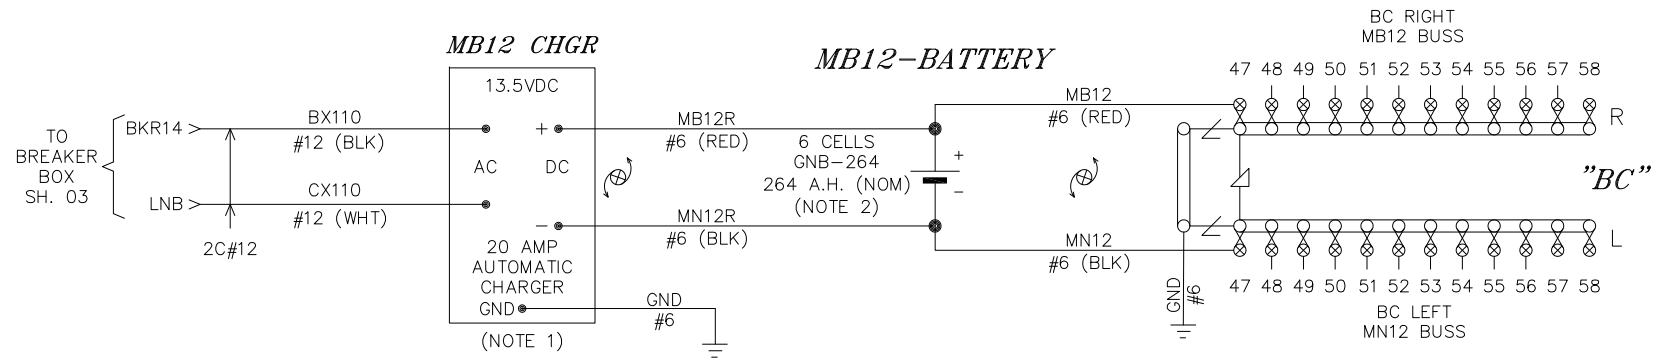 TO
BREAKER
BOX
SH. 03
BKR14
LNB
2C#12
BX110
#12 (BLK)
CX110
#12 (WHT)
MB12 CHGR
13.5VDC
+
AC
DC
−
20 AMP
AUTOMATIC
CHARGER
GND
(NOTE 1)
GND
#6
MB12R
#6 (RED)
MN12R
#6 (BLK)
MB12−BATTERY
6 CELLS
GNB−264
264 A.H. (NOM)
(NOTE 2)
+
−
MB12
#6 (RED)
MN12
#6 (BLK)
GND
#6
BC RIGHT
MB12 BUSS
47 48 49 50 51 52 53 54 55 56 57 58
R
"BC"
L
47 48 49 50 51 52 53 54 55 56 57 58
BC LEFT
MN12 BUSS